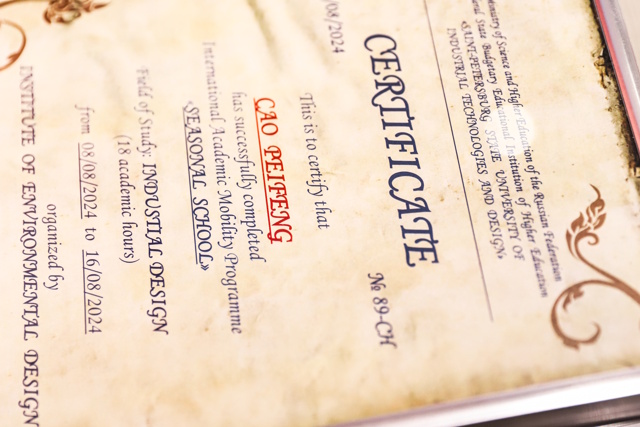 Ministry of Science and Higher Education of the Russian Federation
State Budgetary Educational Institution of Higher Education
«SAINT-PETERSBURG STATE UNIVERSITY OF
INDUSTRIAL TECHNOLOGIES AND DESIGN»
CERTIFICATE
/08/2024
№ 89-CH
This is to certify that
CAO PEIFENG
has successfully completed
International Academic Mobility Programme
«SEASONAL SCHOOL»
Field of Study: INDUSTIAL DESIGN
(18 academic hours)
from 08/08/2024 to 16/08/2024
organized by
INSTITUTE OF ENVIRONMENTAL DESIGN